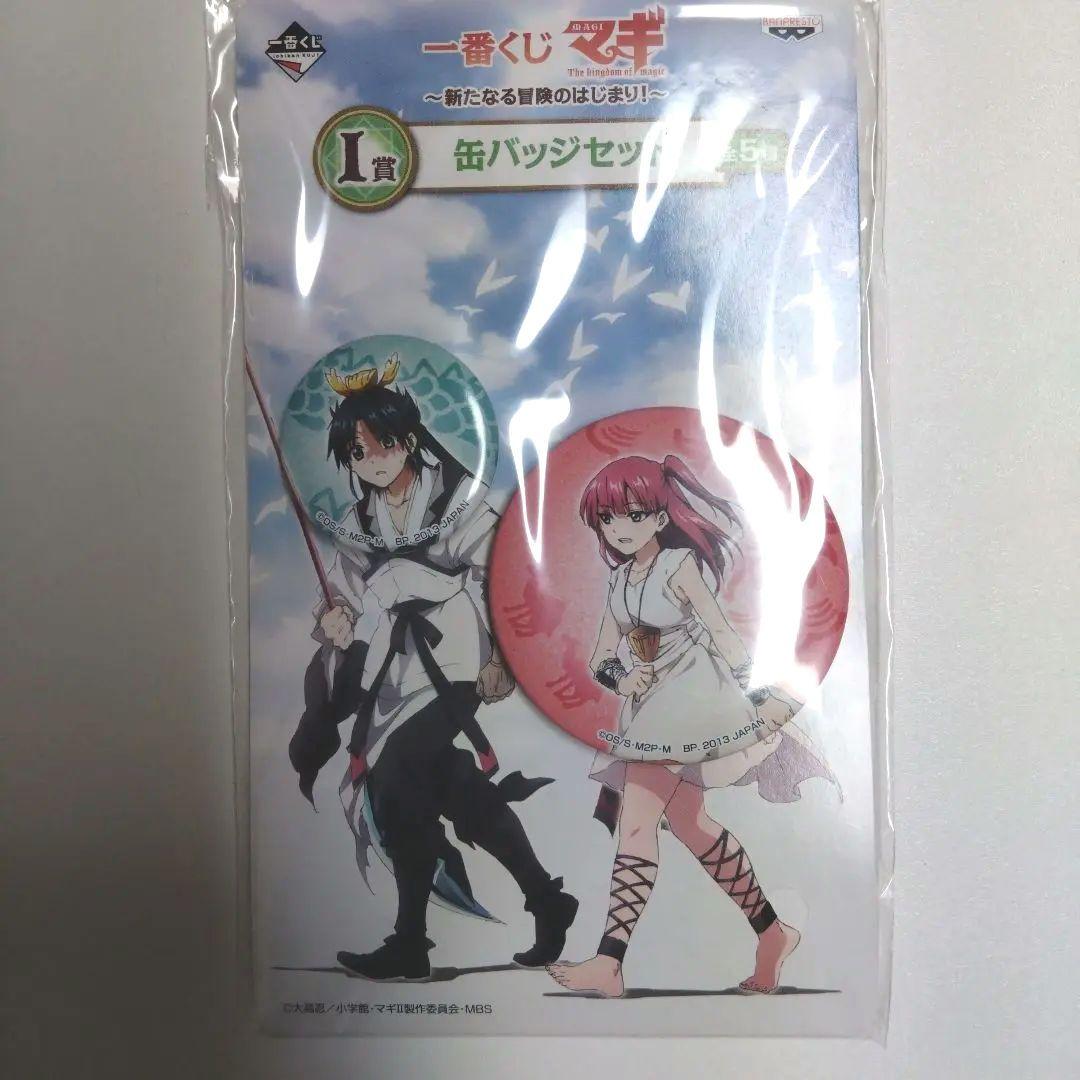 一番くじ
Ichiban KUJI
一番くじ マギ
MAGI
The kingdom of magic
BANPRESTO
～新たなる冒険のはじまり!～
I賞
缶バッジセット
全5
©OS/S・M2P・M BP. 2013 JAPAN
©OS/S・M2P・M BP. 2013 JAPAN
©大高忍／小学館・マギII製作委員会・MBS